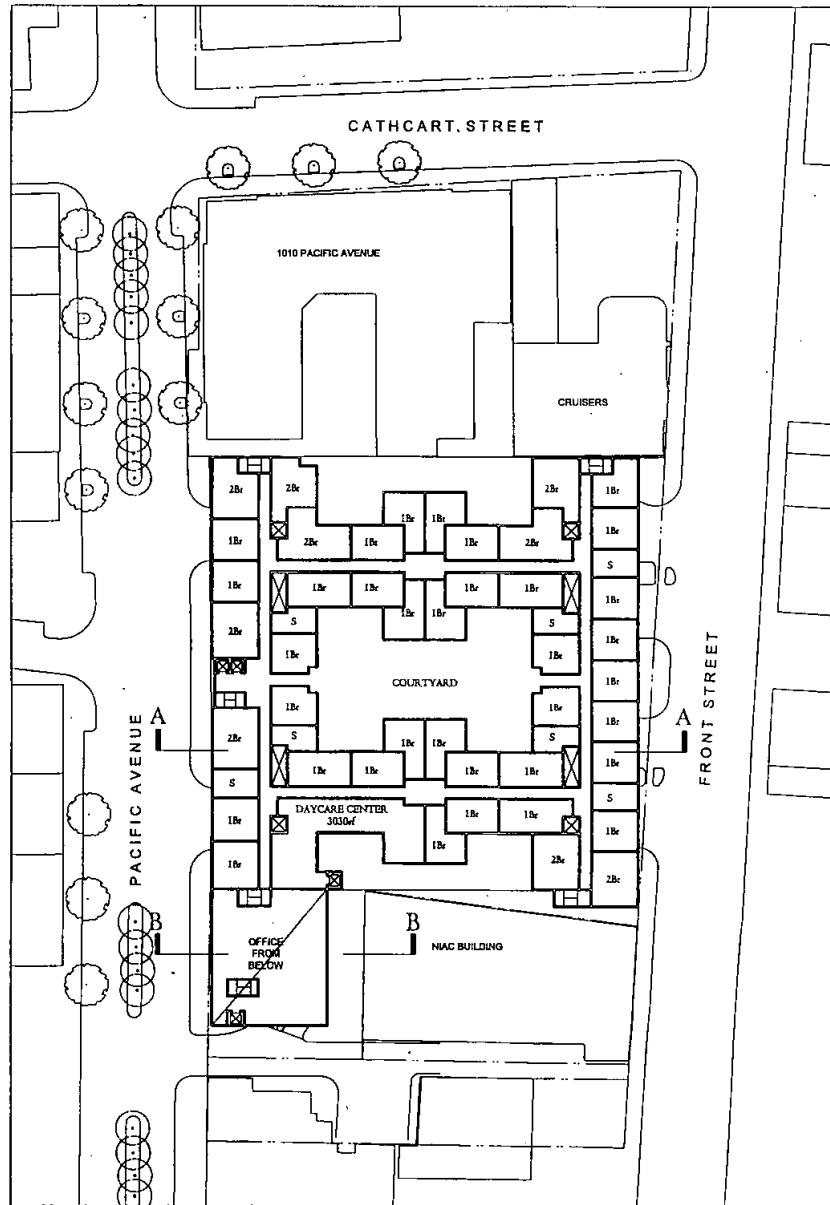 CATHCART. STREET
1010 PACIFIC AVENUE
CRUISERS
2Br 2Br 2Br 1Br
1Br 1Br 1Br
1Br 2Br 1Br 1Br 2Br
S
1Br 1Br 1Br 1Br 1Br 1Br
1Br 1Br
2Br S S 1Br
1Br 1Br
COURTYARD
1Br
1Br 1Br
A A
2Br S 1Br 1Br S 1Br
1Br
S 1Br 1Br 1Br 1Br
S
DAYCARE CENTER
3030sf
1Br 1Br 1Br
1Br 1Br
1Br 2Br 2Br
PACIFIC AVENUE
FRONT STREET
B B
OFFICE
FROM
BELOW
NIAC BUILDING